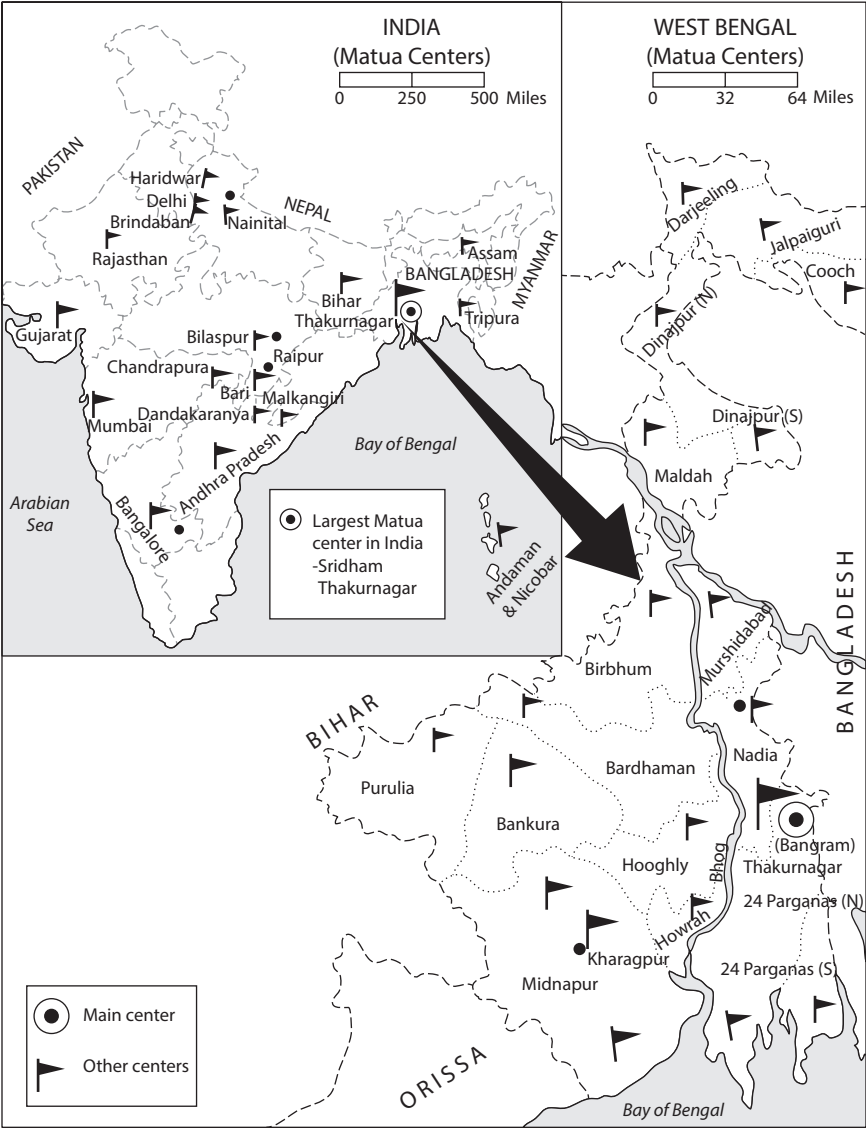 INDIA
(Matua Centers)
0 250 500 Miles
PAKISTAN
NEPAL
Haridwar
Delhi
Brindaban
Nainital
Rajasthan
Assam
BANGLADESH
MYANMAR
Bihar
Thakurnagar
Tripura
Gujarat
Bilaspur
Raipur
Chandrapura
Bari
Malkangiri
Dandakaranya
Mumbai
Andhra Pradesh
Bay of Bengal
Arabian
Sea
Bangalore
Largest Matua
center in India
-Sridham
Thakurnagar
Andaman
& Nicobar
WEST BENGAL
(Matua Centers)
0 32 64 Miles
Darjeeling
Jalpaiguri
Cooch
Dinajpur (N)
Dinajpur (S)
Maldah
BANGLADESH
Murshidabad
Birbhum
BIHAR
Nadia
Bardhaman
Purulia
Bankura
(Bangram)
Thakurnagar
Hooghly
Bhog
24 Parganas (N)
Howrah
Kharagpur
24 Parganas (S)
Midnapur
Main center
Other centers
ORISSA
Bay of Bengal